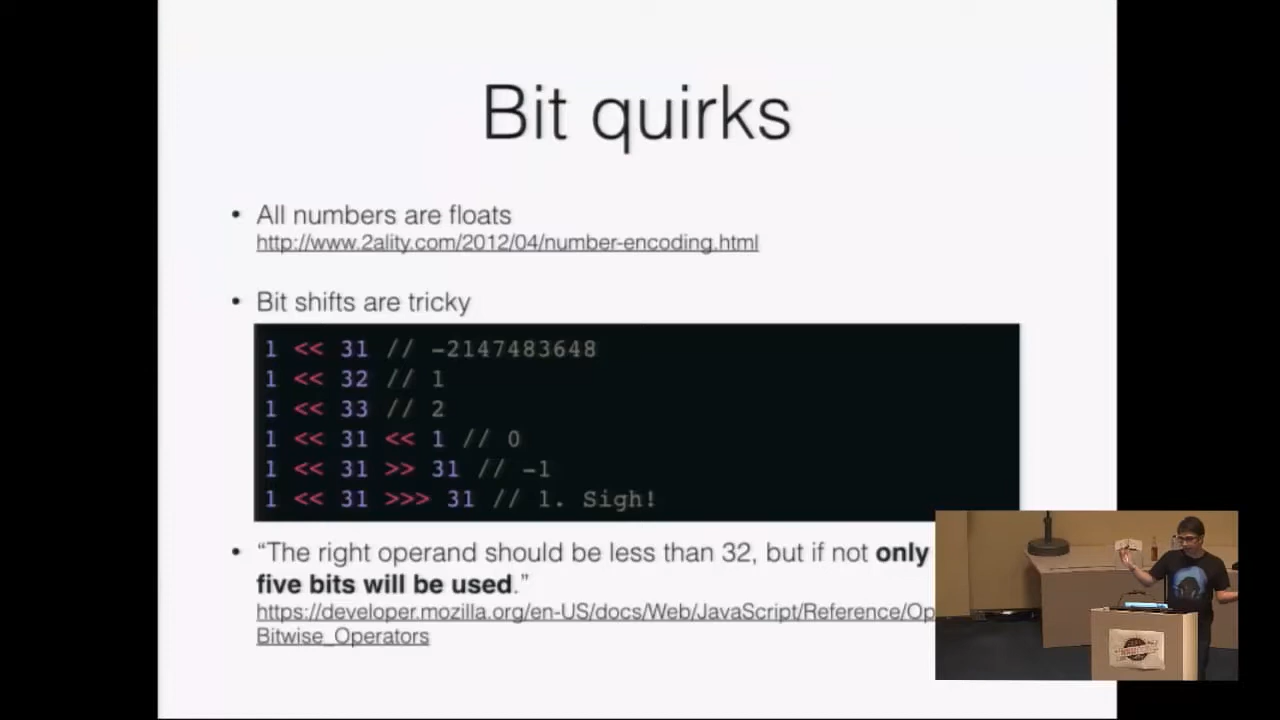 Bit quirks
• All numbers are floats
http://www.2ality.com/2012/04/number-encoding.html
• Bit shifts are tricky
1 << 31 // -2147483648
1 << 32 // 1
1 << 33 // 2
1 << 31 << 1 // 0
1 << 31 >> 31 // -1
1 << 31 >>> 31 // 1. Sigh!
• “The right operand should be less than 32, but if not only
five bits will be used.”
https://developer.mozilla.org/en-US/docs/Web/JavaScript/Reference/Op
Bitwise_Operators